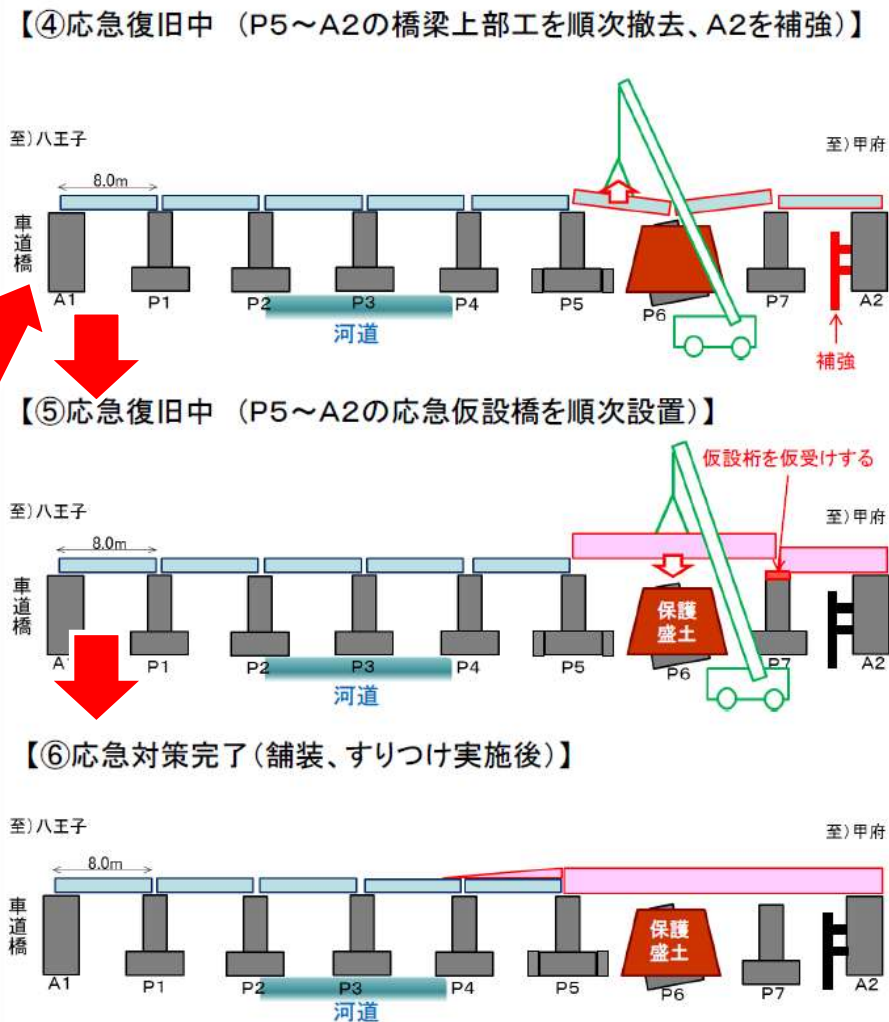 【④応急復旧中 (P5～A2の橋梁上部工を順次撤去、A2を補強)】
至)八王子
至)甲府
8.0m
車道橋
A1
P1
P2
P3
P4
P5
P6
P7
A2
河道
補強
【⑤応急復旧中 (P5～A2の応急仮設橋を順次設置)】
仮設桁を仮受けする
至)八王子
至)甲府
8.0m
車道橋
保護
盛土
A1
P1
P2
P3
P4
P5
P6
P7
A2
河道
【⑥応急対策完了(舗装、すりつけ実施後)】
至)八王子
至)甲府
8.0m
車道橋
保護
盛土
A1
P1
P2
P3
P4
P5
P6
P7
A2
河道